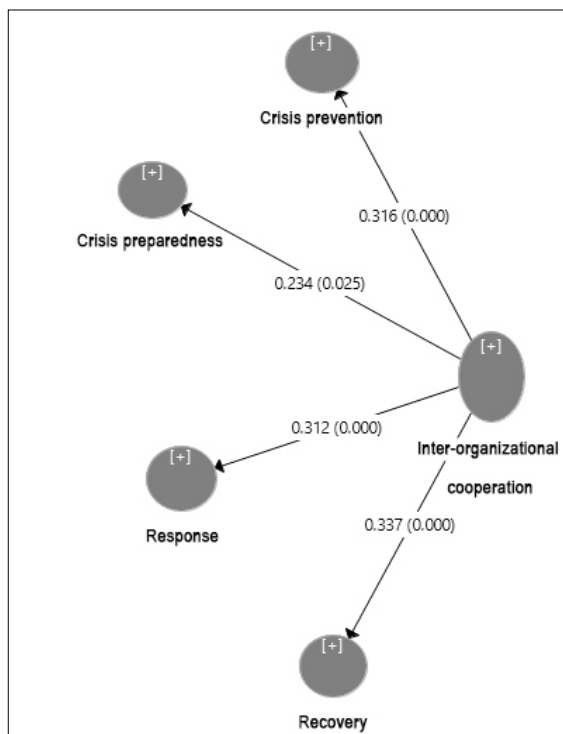 [+]
Crisis prevention
[+]
Crisis preparedness
0.316 (0.000)
0.234 (0.025)
[+]
Inter-organizational
cooperation
0.312 (0.000)
[+]
Response
0.337 (0.000)
[+]
Recovery